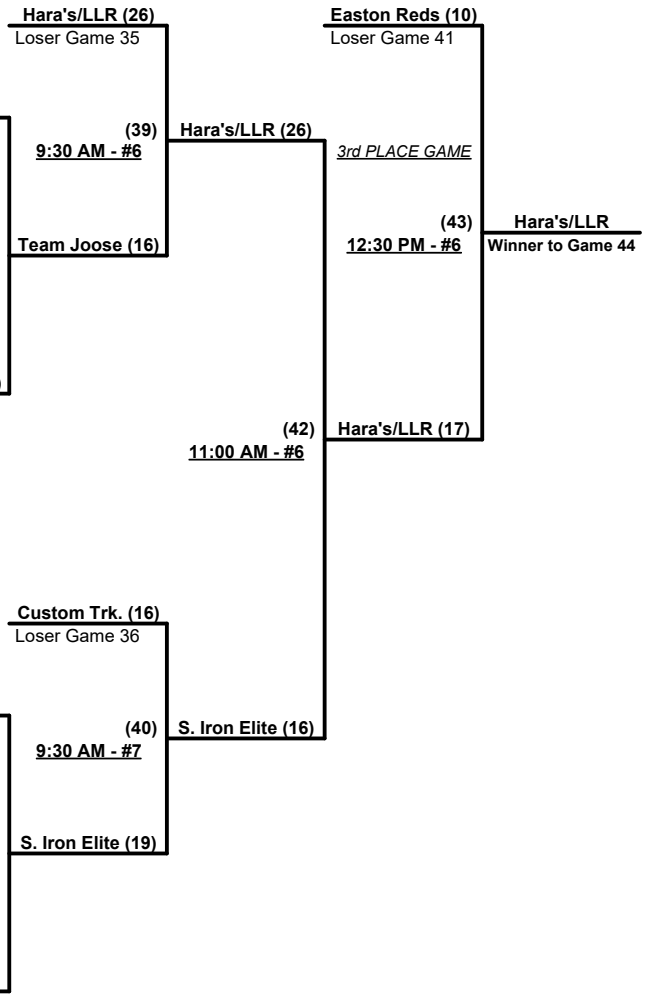 Hara's/LLR (26)
Easton Reds (10)
Loser Game 35
Loser Game 41
(39)
Hara's/LLR (26)
9:30 AM - #6
3rd PLACE GAME
(43)
Hara's/LLR
Team Joose (16)
12:30 PM - #6
Winner to Game 44
(42)
Hara's/LLR (17)
11:00 AM - #6
Custom Trk. (16)
Loser Game 36
(40)
S. Iron Elite (16)
9:30 AM - #7
S. Iron Elite (19)